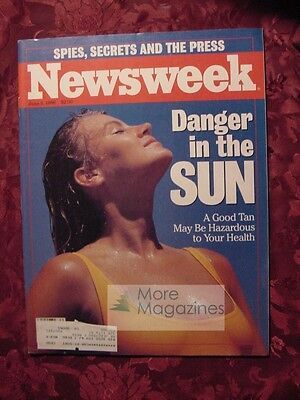 SPIES, SECRETS AND THE PRESS
Newsweek
Danger
in the
SUN
A Good Tan
May Be Hazardous
to Your Health
More
Magazines